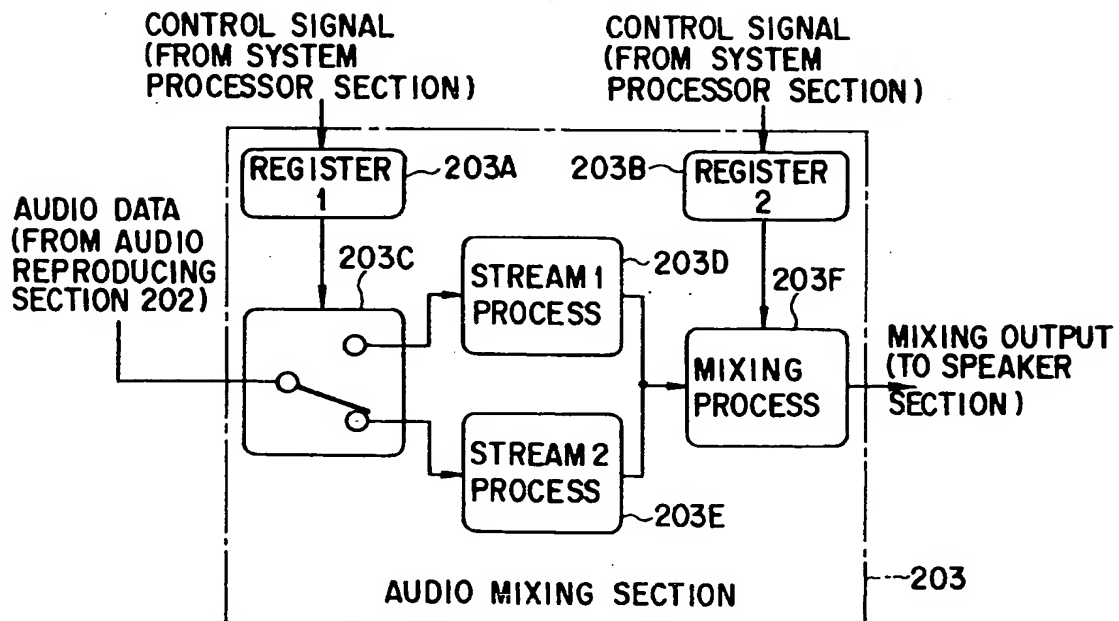 CONTROL SIGNAL
(FROM SYSTEM
PROCESSOR SECTION)
CONTROL SIGNAL
(FROM SYSTEM
PROCESSOR SECTION)
REGISTER
1
203A
203B
REGISTER
2
AUDIO DATA
(FROM AUDIO
REPRODUCING
SECTION 202)
203C
STREAM 1
PROCESS
203D
203F
MIXING
PROCESS
MIXING OUTPUT
(TO SPEAKER
SECTION)
STREAM 2
PROCESS
203E
AUDIO MIXING SECTION
203